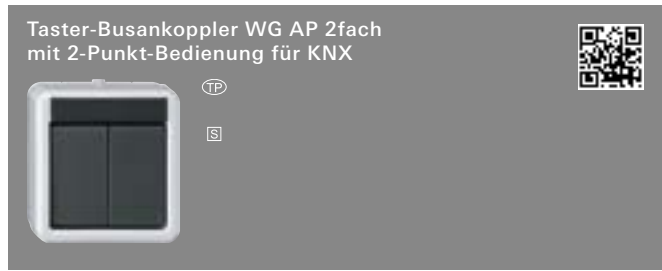 Taster-Busankoppler WG AP 2fach
mit 2-Punkt-Bedienung für KNX
TP
S